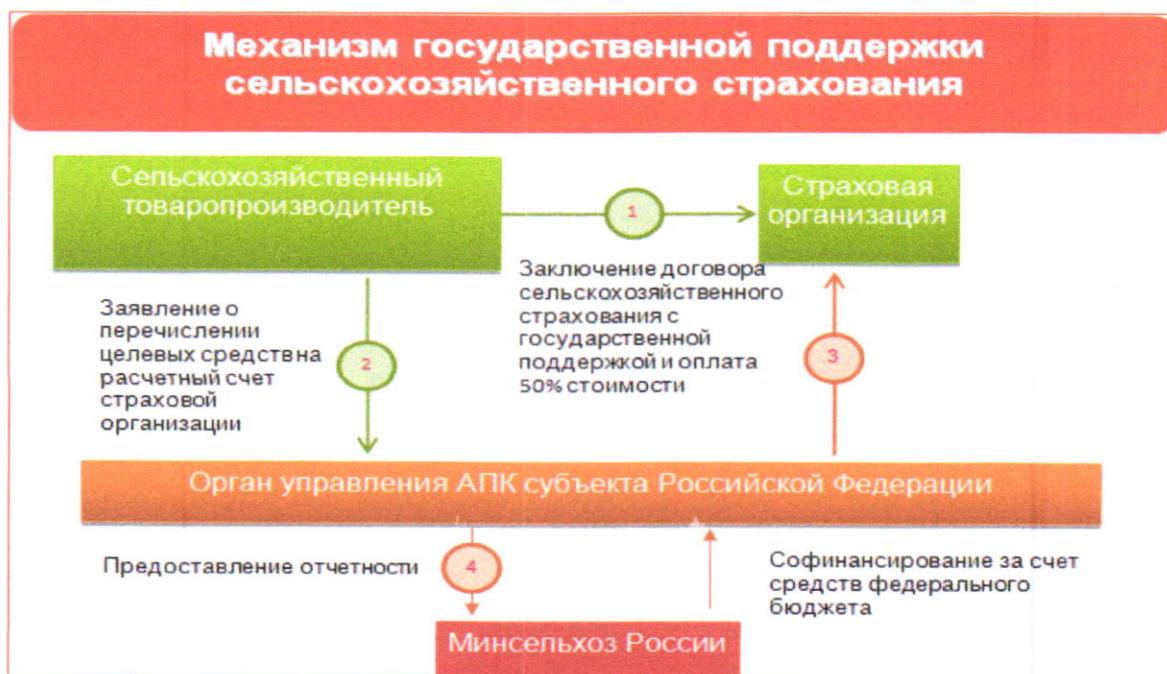 Механизм государственной поддержки
сельскохозяйственного страхования
Сельскохозяйственный
товаропроизводитель
1
Страховая
организация
Заявление о
перечислении
целевых средств на
расчетный счет
страховой
организации
2
Заключение договора
сельскохозяйственного
страхования с
государственной
поддержкой и оплата
50% стоимости
3
Орган управления АПК субъекта Российской Федерации
Предоставление отчетности
4
Софинансирование за счет
средств федерального
бюджета
Минсельхоз России